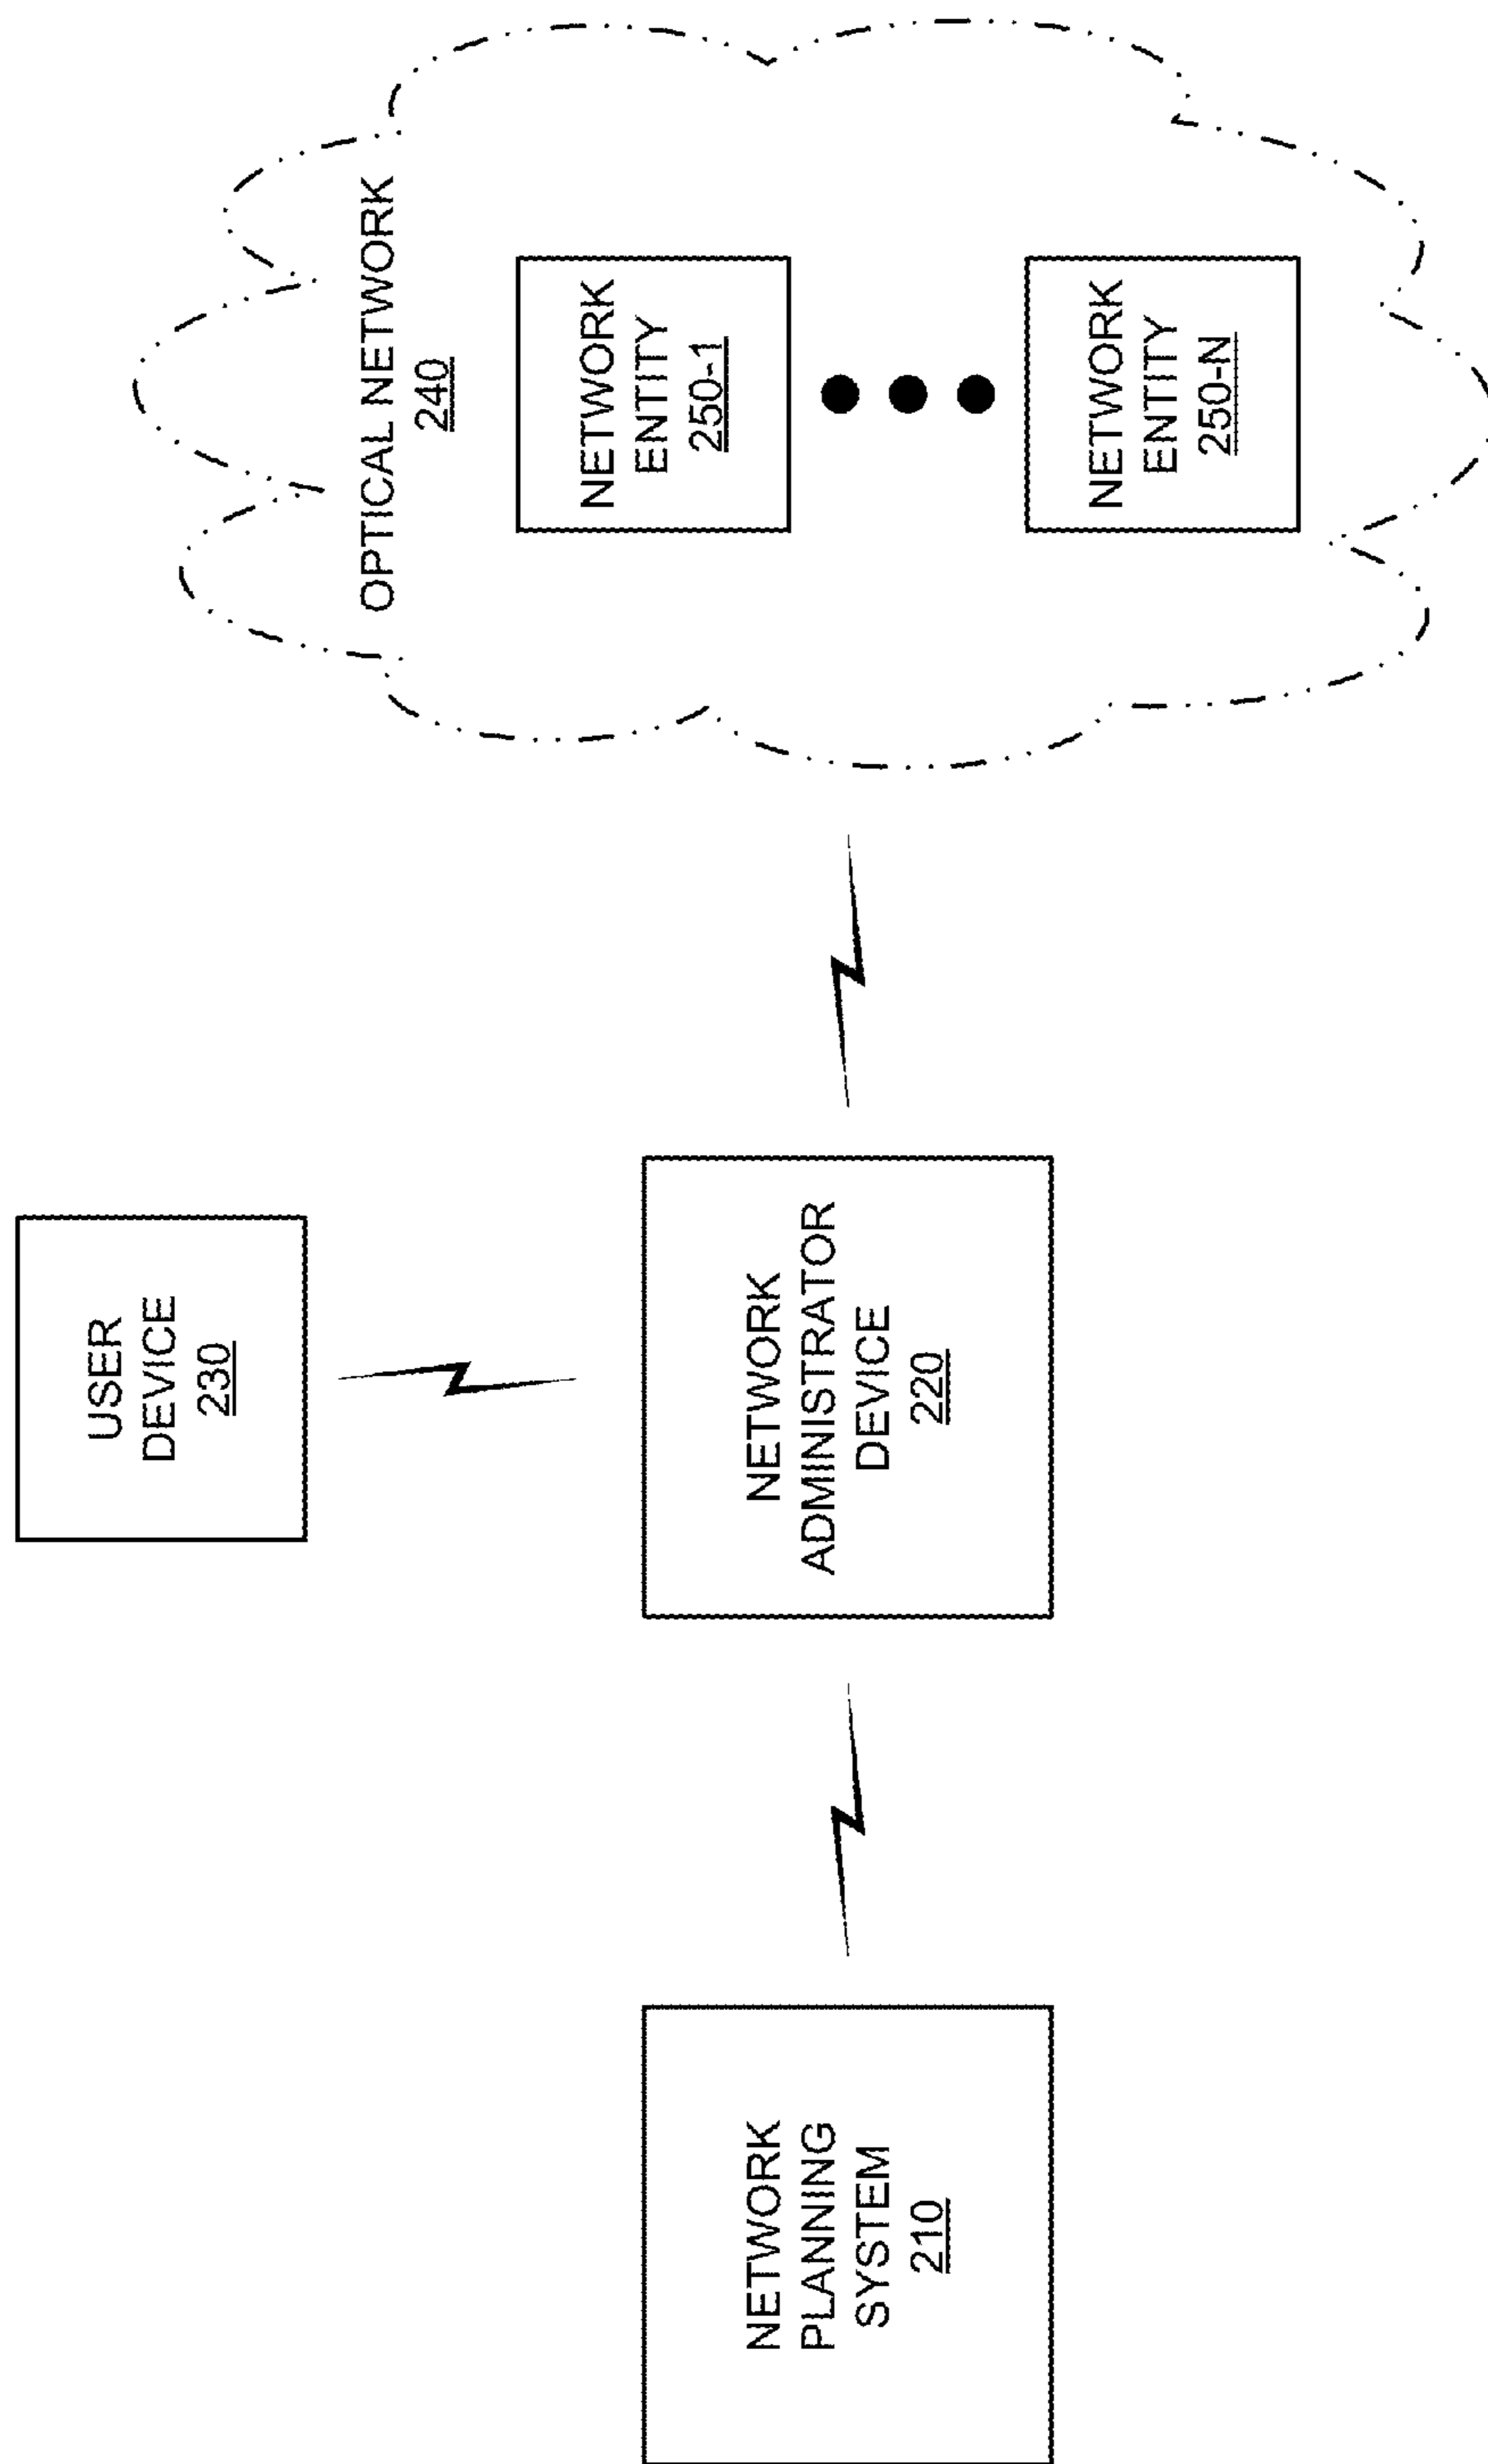 USER
DEVICE
230
NETWORK
PLANNING
SYSTEM
210
NETWORK
ADMINISTRATOR
DEVICE
220
OPTICAL NETWORK
240
NETWORK
ENTITY
250-1
NETWORK
ENTITY
250-N